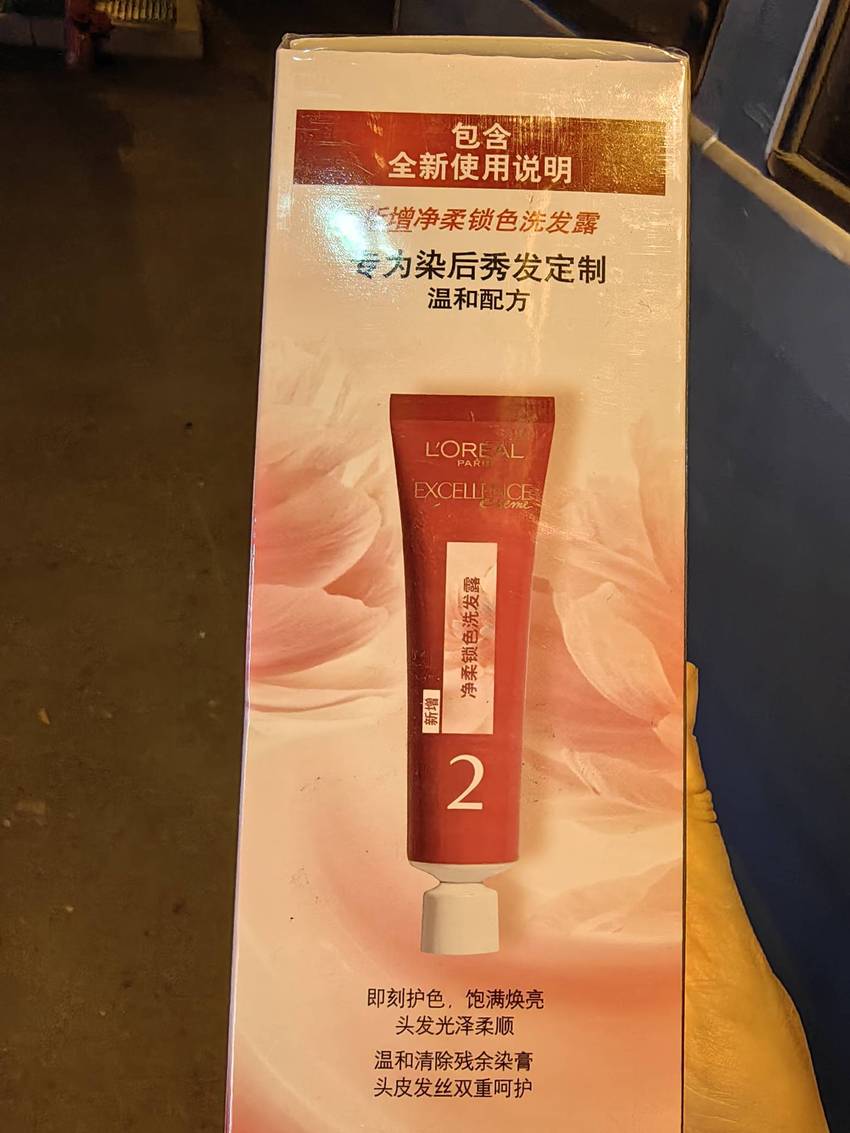 包含
全新使用说明
新增净柔锁色洗发露
专为染后秀发定制
温和配方
L'ORÉAL
PARIS
EXCELLENCE
Crème
净柔锁色洗发露
新增
2
即刻护色，饱满焕亮
头发光泽柔顺
温和清除残余染膏
头皮发丝双重呵护